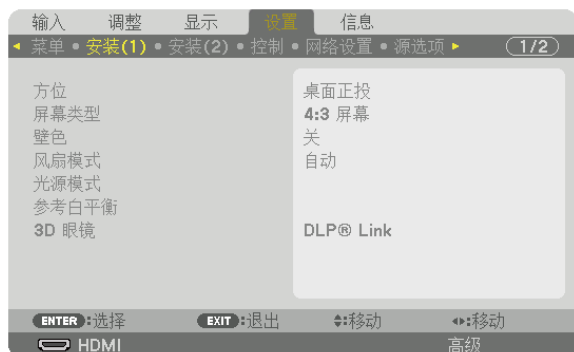 输入 调整 显示 设置 信息
◂ 菜单 • 安装(1) • 安装(2) • 控制 • 网络设置 • 源选项 ▸ 1/2
方位 桌面正投
屏幕类型 4:3 屏幕
壁色 关
风扇模式 自动
光源模式
参考白平衡
3D 眼镜 DLP® Link
ENTER:选择 EXIT:退出 ♦:移动 ◂▸:移动
HDMI 高级